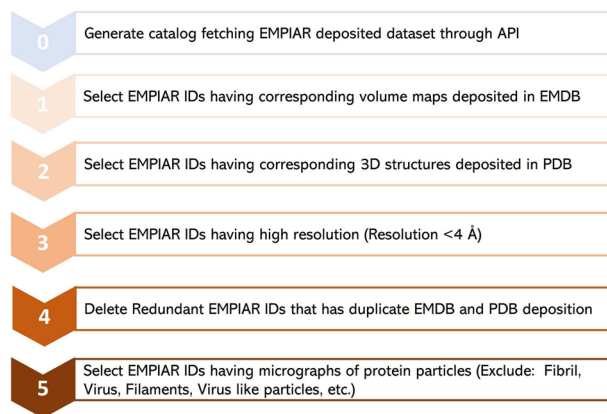 0
Generate catalog fetching EMPIAR deposited dataset through API
1
Select EMPIAR IDs having corresponding volume maps deposited in EMDB
2
Select EMPIAR IDs having corresponding 3D structures deposited in PDB
3
Select EMPIAR IDs having high resolution (Resolution <4 Å)
4
Delete Redundant EMPIAR IDs that has duplicate EMDB and PDB deposition
5
Select EMPIAR IDs having micrographs of protein particles (Exclude: Fibril,
Virus, Filaments, Virus like particles, etc.)